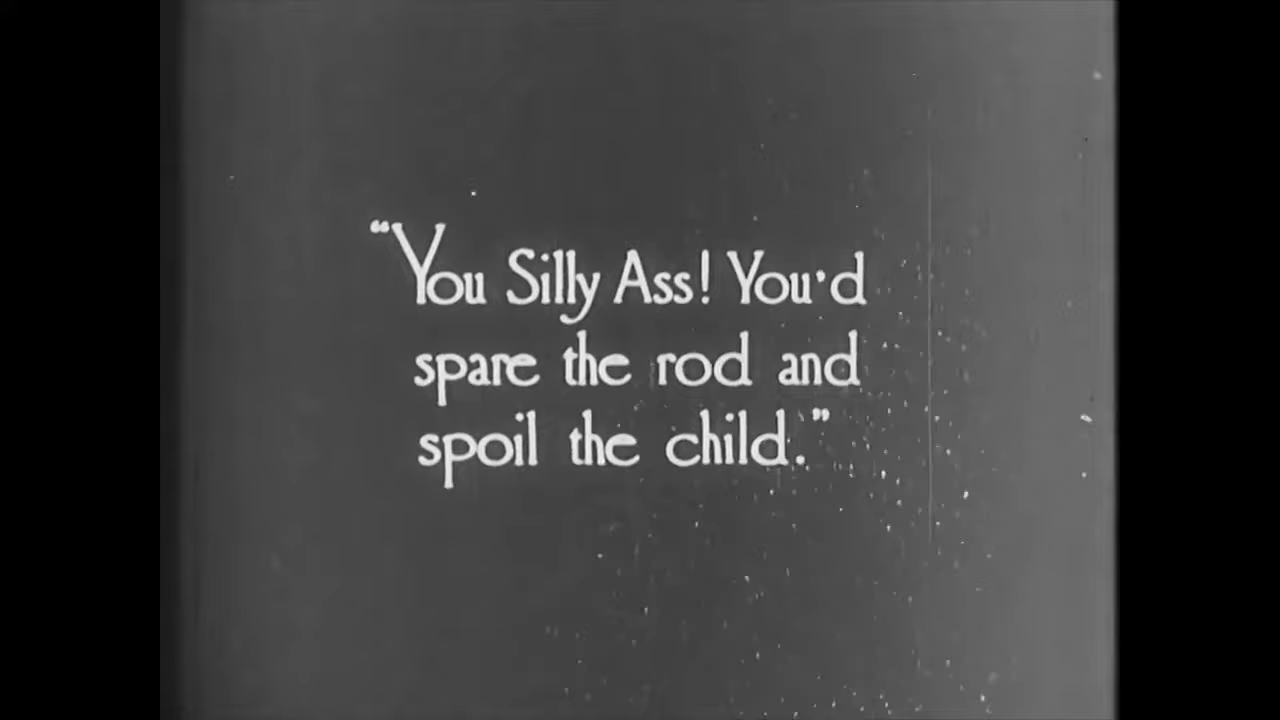 “You Silly Ass! You'd
spare the rod and
spoil the child.”